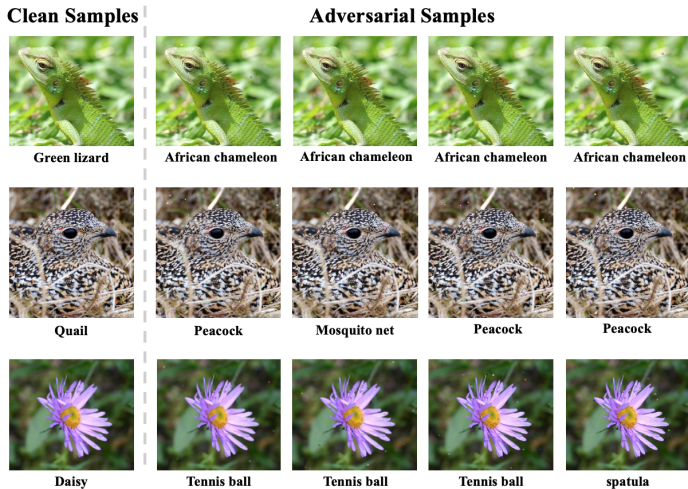 Clean Samples Adversarial Samples
Green lizard African chameleon African chameleon African chameleon African chameleon
Quail Peacock Mosquito net Peacock Peacock
Daisy Tennis ball Tennis ball Tennis ball spatula